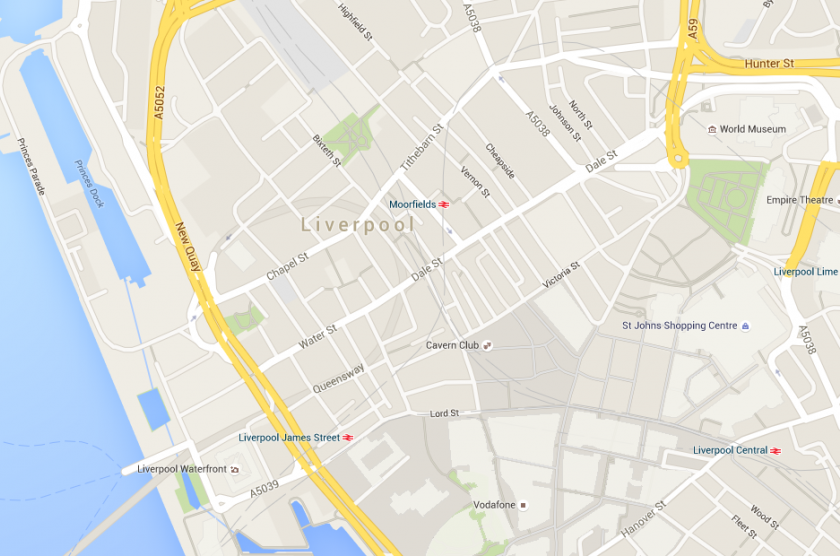 Highfield St
A5038
A59
By
Hunter St
A5052
North St
Johnson St
A5038
World Museum
Bixteth St
Tithebarn St
Cheapside
Dale St
Princes Parade
Princes Dock
Vernon St
Moorfields
Empire Theatre
Liverpool
New Quay
Chapel St
Dale St
Victoria St
Liverpool Lime
Water St
St Johns Shopping Centre
Cavern Club
A5038
Queensway
Lord St
Liverpool James Street
Liverpool Central
Liverpool Waterfront
A5039
Vodafone
Hanover St
Wood St
Fleet St